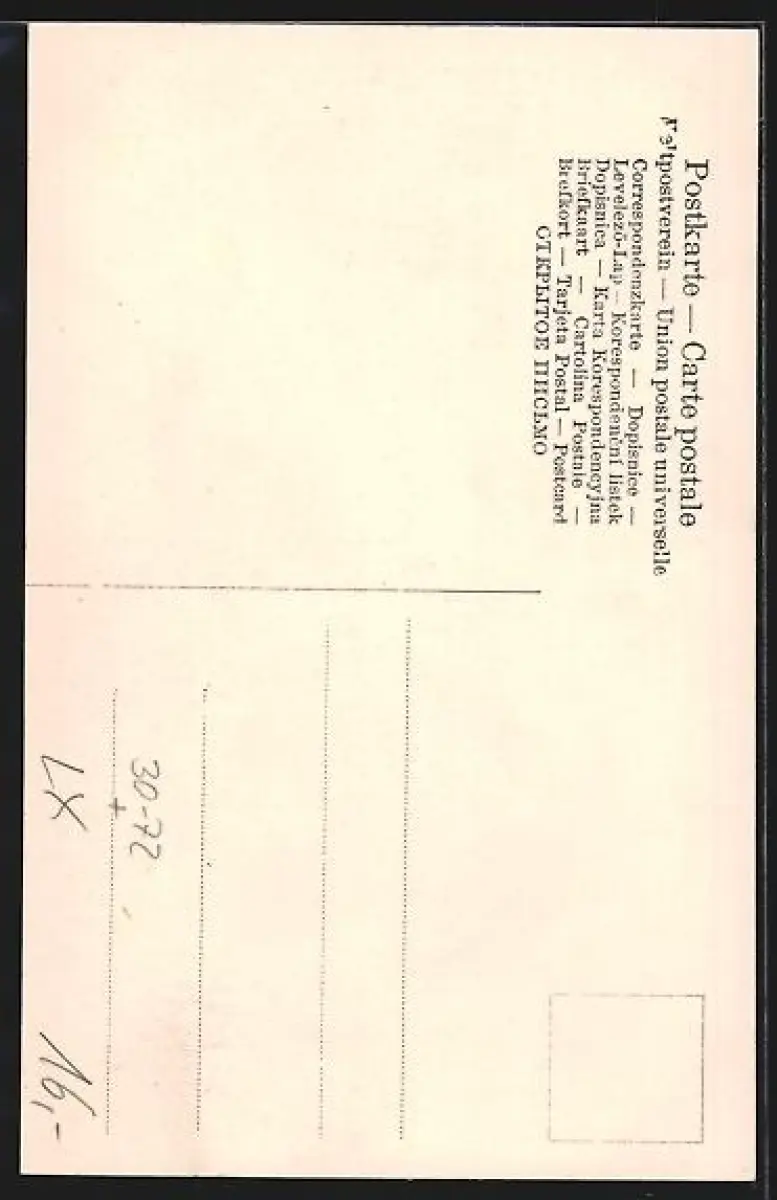 Postkarte — Carte postale
Weltpostverein — Union postale universelle
Correspondenzkarte — Dopisnice —
Levelező-Lap — Korespondenční listek
Dopisnica — Karta Korespondencyjna
Briefkaart — Cartolina Postale —
Brefkort — Tarjeta Postal — Postcard
ОТКРЫТОЕ ПИСЬМО
30-72
+
LX
16,-